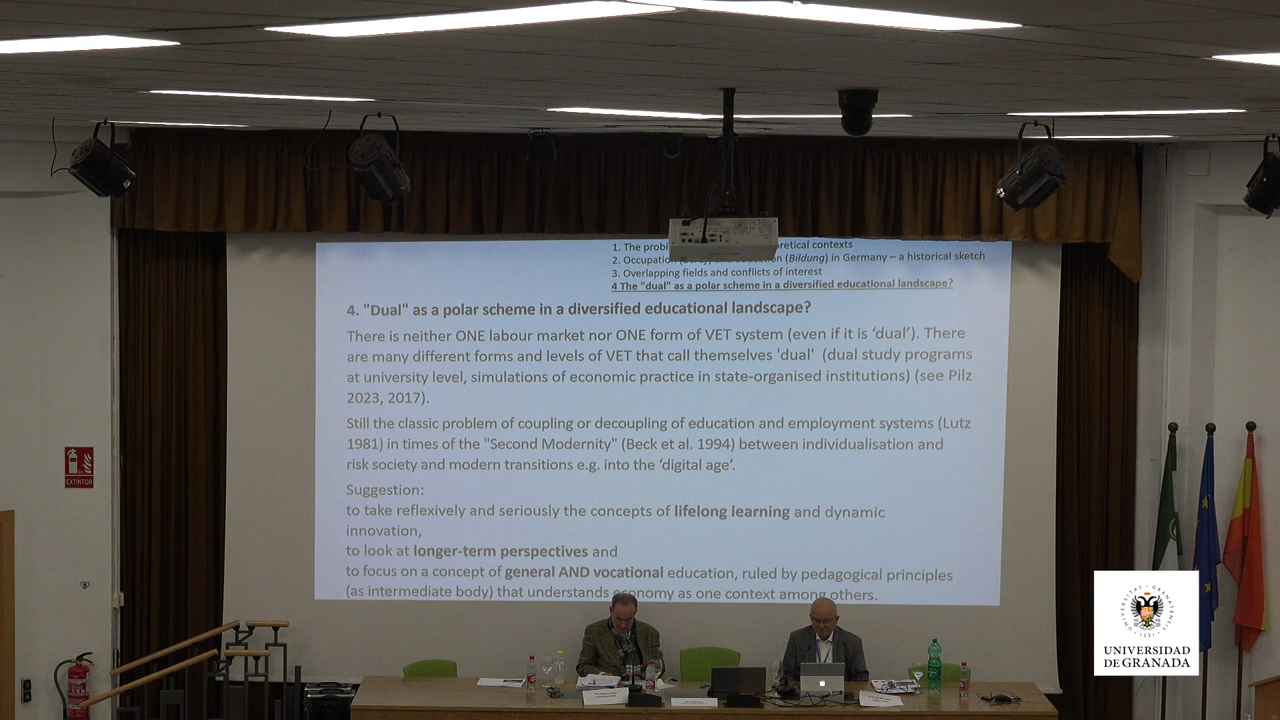 1. The probl retical contexts
2. Occupation (Bildung) in Germany – a historical sketch
3. Overlapping fields and conflicts of interest
4 The "dual" as a polar scheme in a diversified educational landscape?
4. "Dual" as a polar scheme in a diversified educational landscape?
There is neither ONE labour market nor ONE form of VET system (even if it is ‘dual’). There
are many different forms and levels of VET that call themselves 'dual' (dual study programs
at university level, simulations of economic practice in state-organised institutions) (see Pilz
2023, 2017).
Still the classic problem of coupling or decoupling of education and employment systems (Lutz
1981) in times of the "Second Modernity" (Beck et al. 1994) between individualisation and
risk society and modern transitions e.g. into the ‘digital age’.
Suggestion:
to take reflexively and seriously the concepts of lifelong learning and dynamic
innovation,
to look at longer-term perspectives and
to focus on a concept of general AND vocational education, ruled by pedagogical principles
(as intermediate body) that understands economy as one context among others.
EXTINTOR
UNIVERSITAS GRANATENSIS
1531
UNIVERSIDAD
DE GRANADA